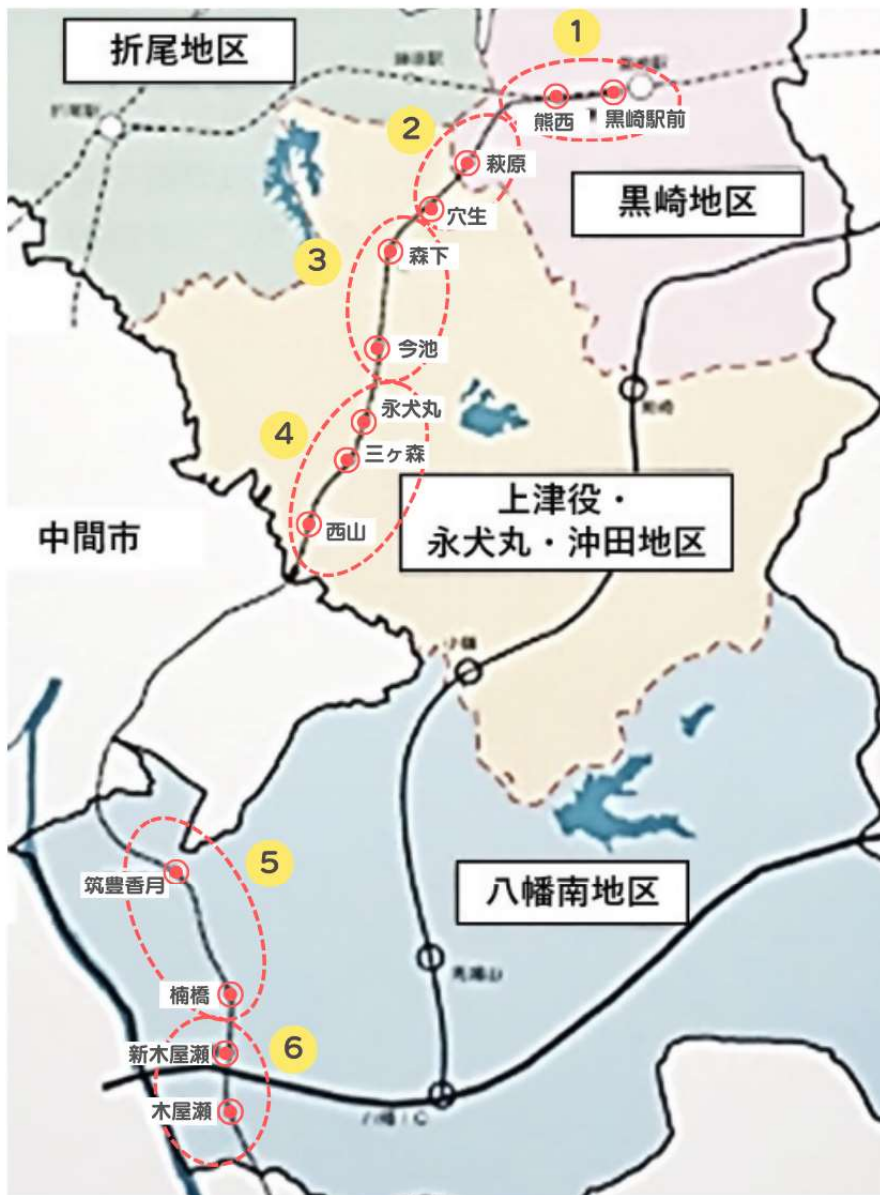 折尾地区
1
熊西
黒崎駅前
2
萩原
黒崎地区
穴生
3
森下
今池
永犬丸
4
三ヶ森
上津役・
永犬丸・沖田地区
西山
中間市
5
筑豊香月
八幡南地区
楠橋
新木屋瀬
6
木屋瀬